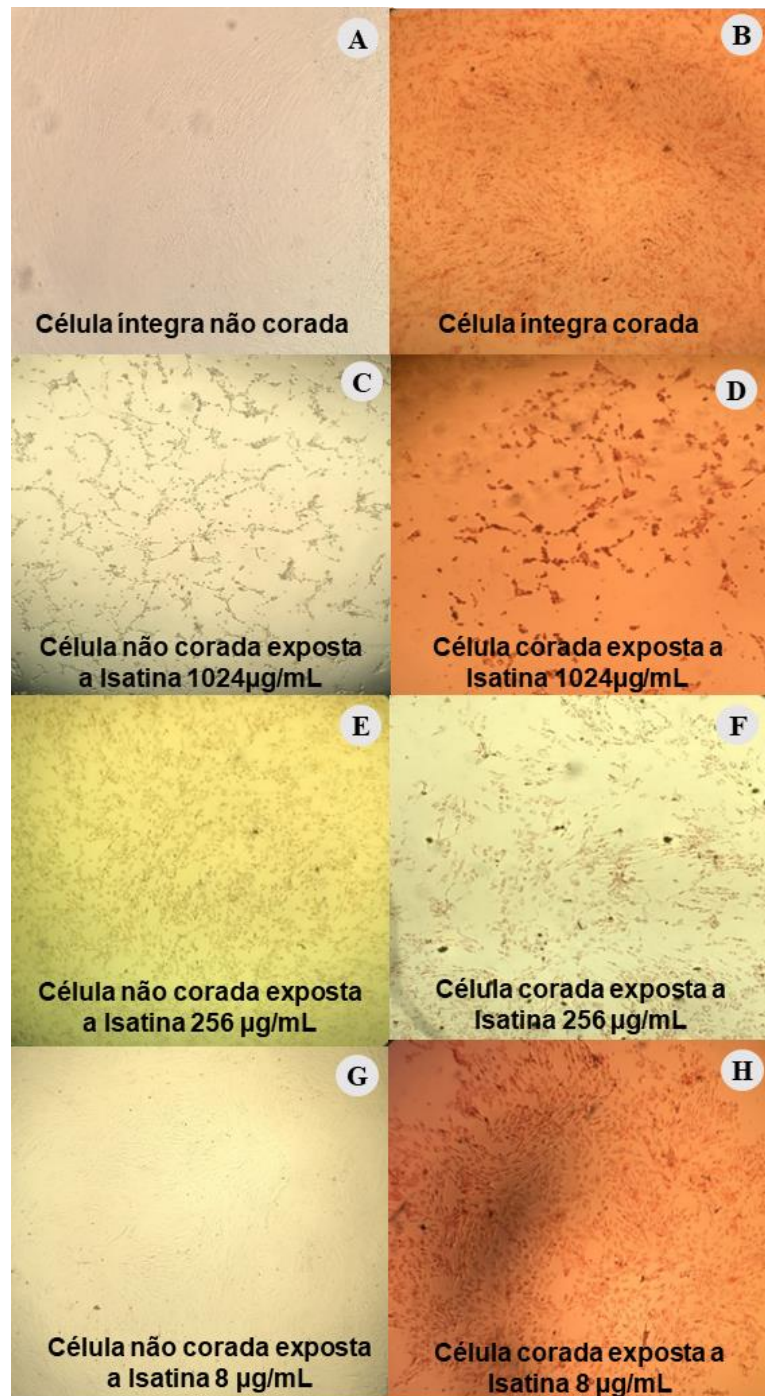 A
B
Célula íntegra não corada
Célula íntegra corada
C
D
Célula não corada exposta
a Isatina 1024µg/mL
Célula corada exposta a
Isatina 1024µg/mL
E
F
Célula não corada exposta
a Isatina 256 µg/mL
Célula corada exposta a
Isatina 256 µg/mL
G
H
Célula não corada exposta
a Isatina 8 µg/mL
Célula corada exposta a
Isatina 8 µg/mL